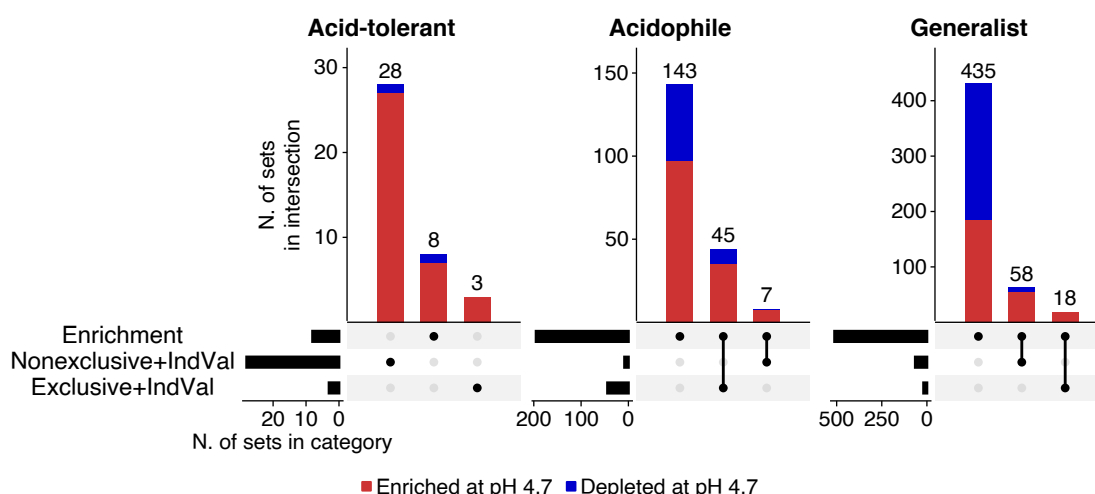 Acid-tolerant
Acidophile
Generalist
N. of sets
in intersection
30
20
10
28
8
3
150
100
50
143
45
7
400
300
200
100
435
58
18
Enrichment
Nonexclusive+IndVal
Exclusive+IndVal
20 10 0
200 100 0
500 250 0
N. of sets in category
Enriched at pH 4.7 Depleted at pH 4.7